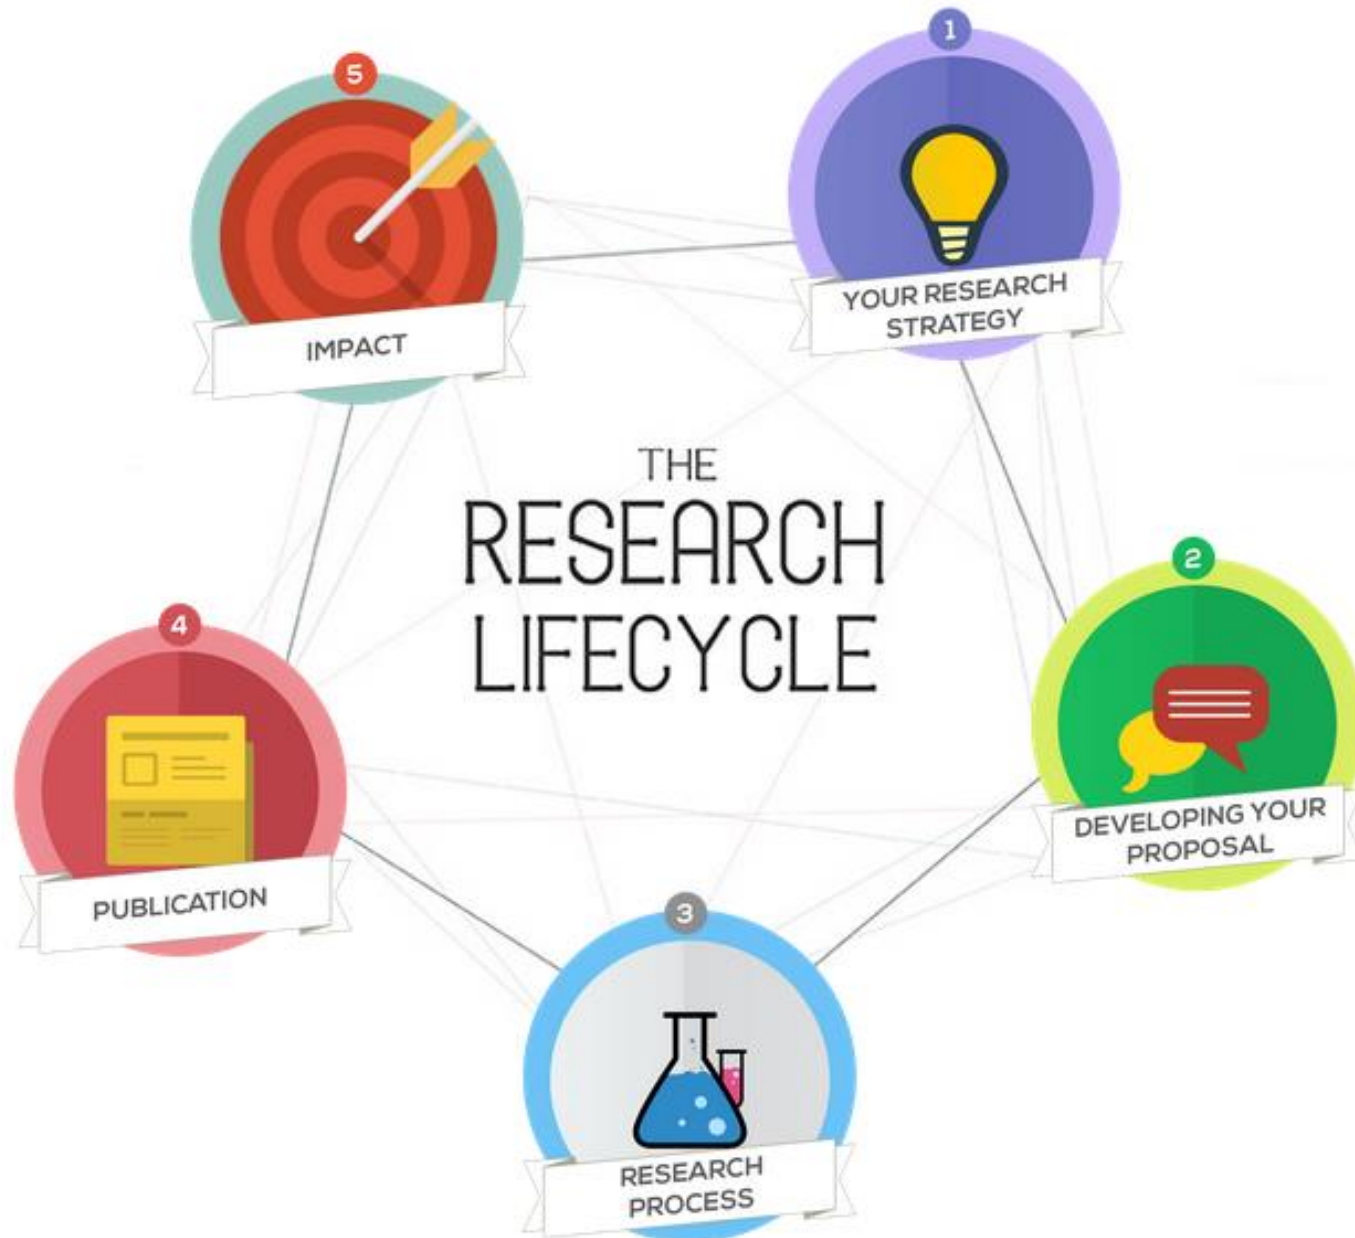 THE
RESEARCH
LIFECYCLE
1
YOUR RESEARCH
STRATEGY
2
DEVELOPING YOUR
PROPOSAL
3
RESEARCH
PROCESS
4
PUBLICATION
5
IMPACT